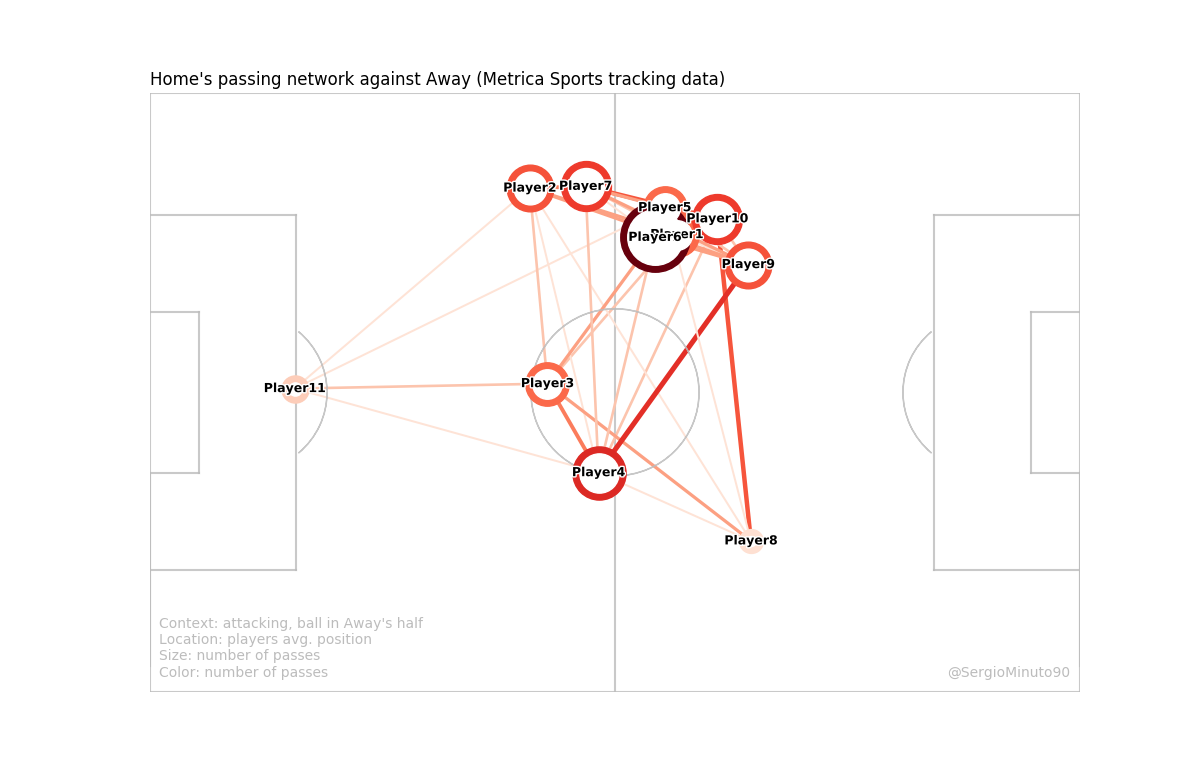 Home's passing network against Away (Metrica Sports tracking data)
Player2
Player7
Player5
Player10
Player1
Player6
Player9
Player3
Player11
Player4
Player8
Context: attacking, ball in Away's half
Location: players avg. position
Size: number of passes
Color: number of passes
@SergioMinuto90